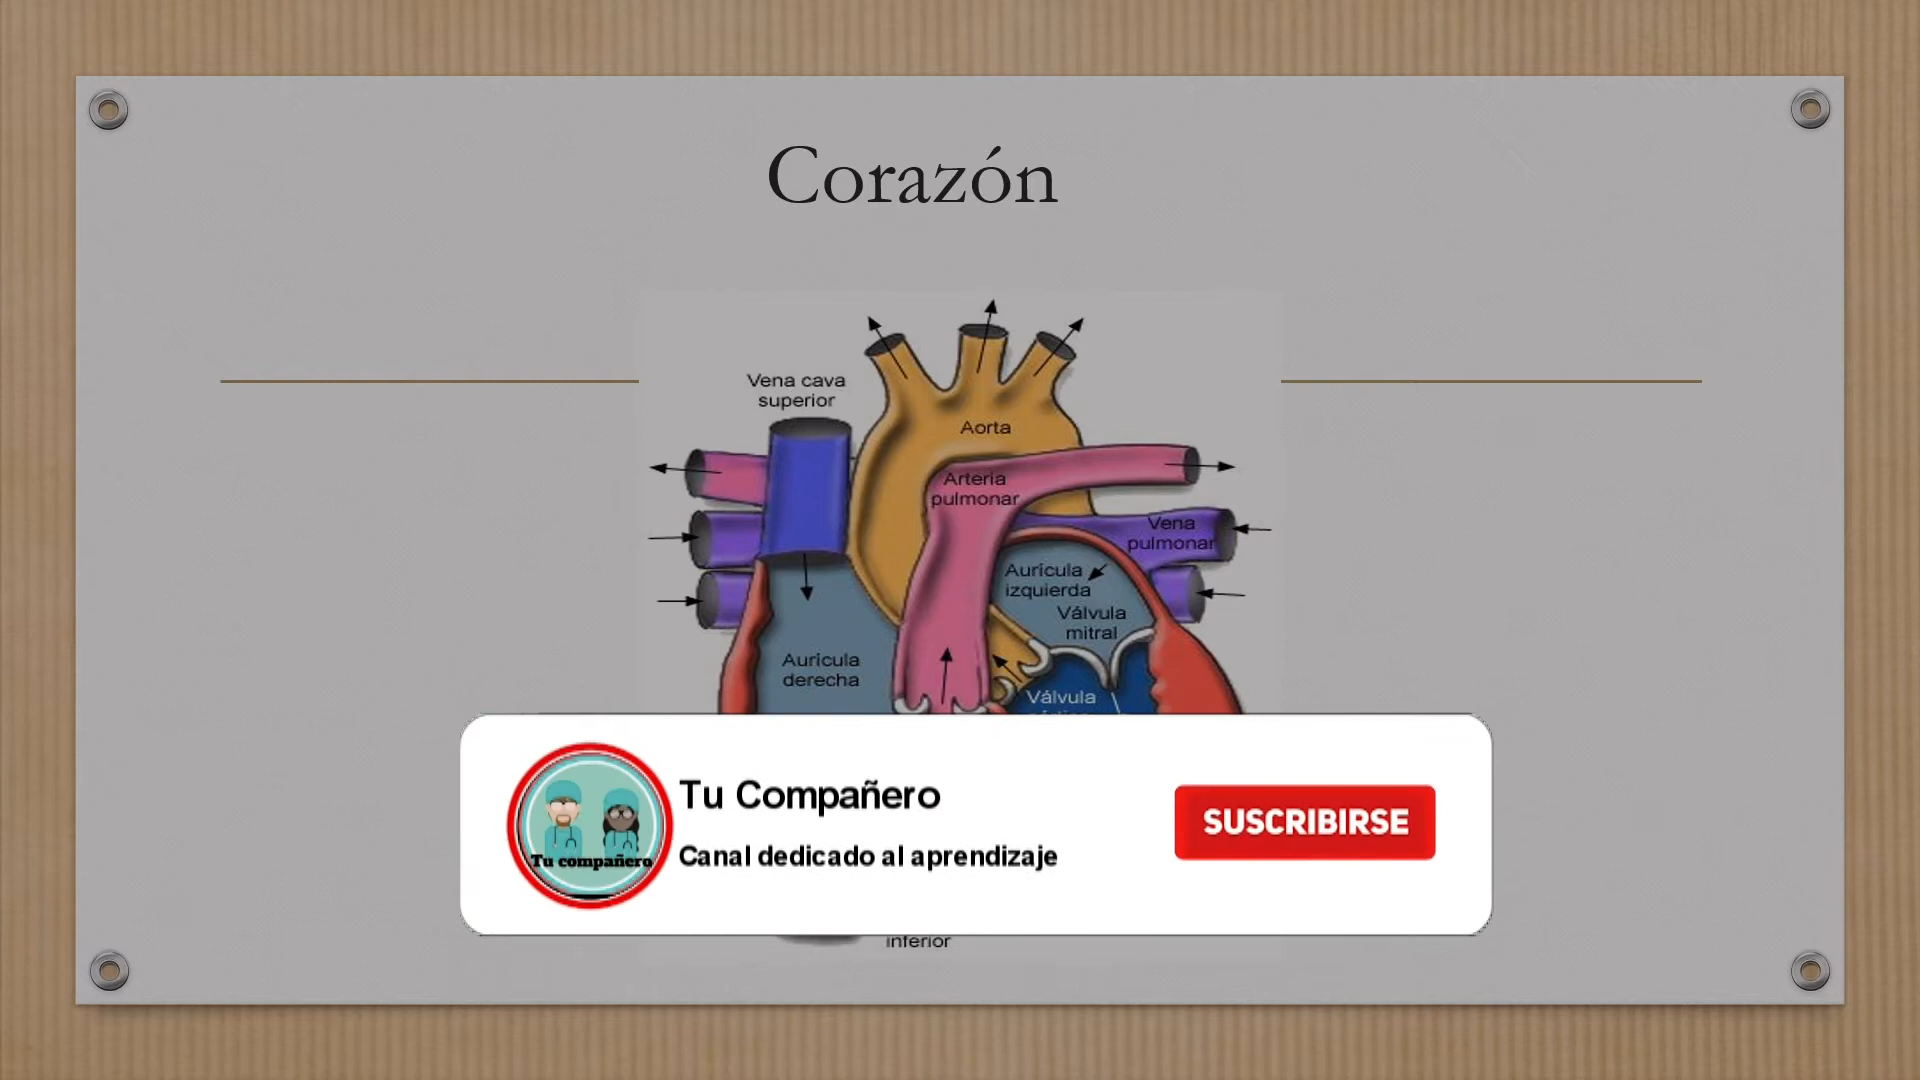 Corazón
Vena cava
superior
Aorta
Arteria
pulmonar
Vena
pulmonar
Aurícula
izquierda
Válvula
mitral
Aurícula
derecha
Válvula
Tu Compañero
Canal dedicado al aprendizaje
SUSCRIBIRSE
Tu compañero
inferior